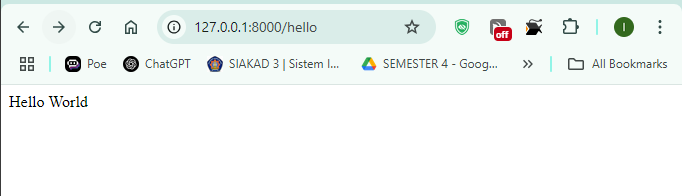 127.0.0.1:8000/hello
off
I
Poe
ChatGPT
SIAKAD 3 | Sistem I...
SEMESTER 4 - Goog...
All Bookmarks
Hello World